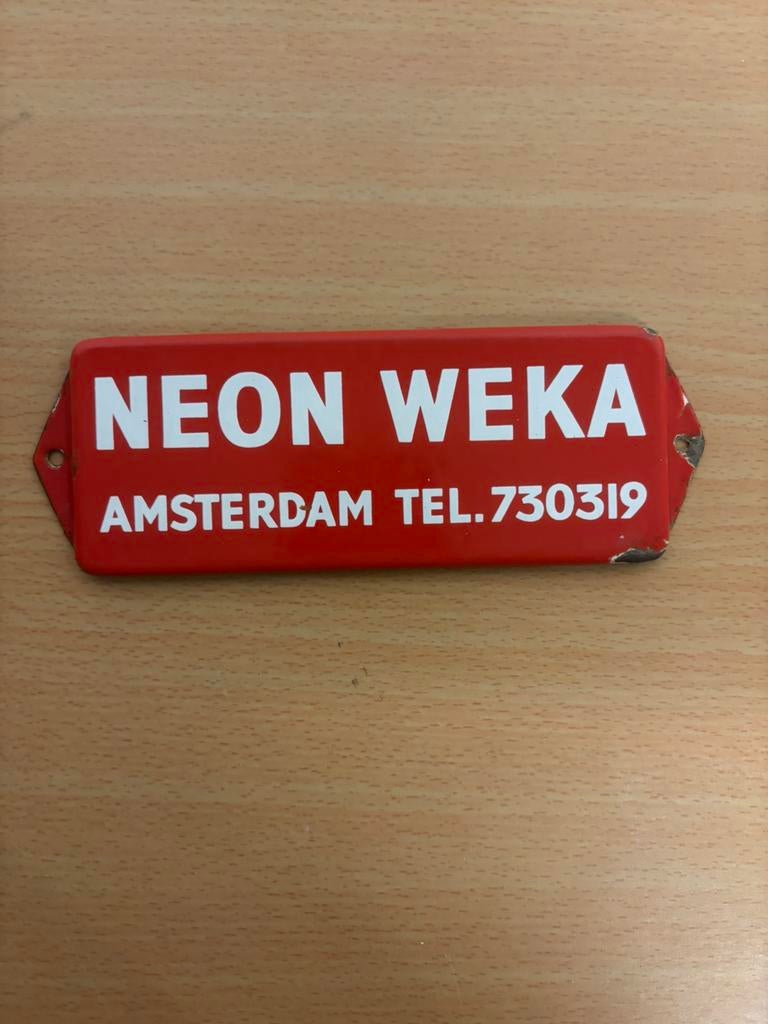 NEON WEKA
AMSTERDAM TEL. 730319